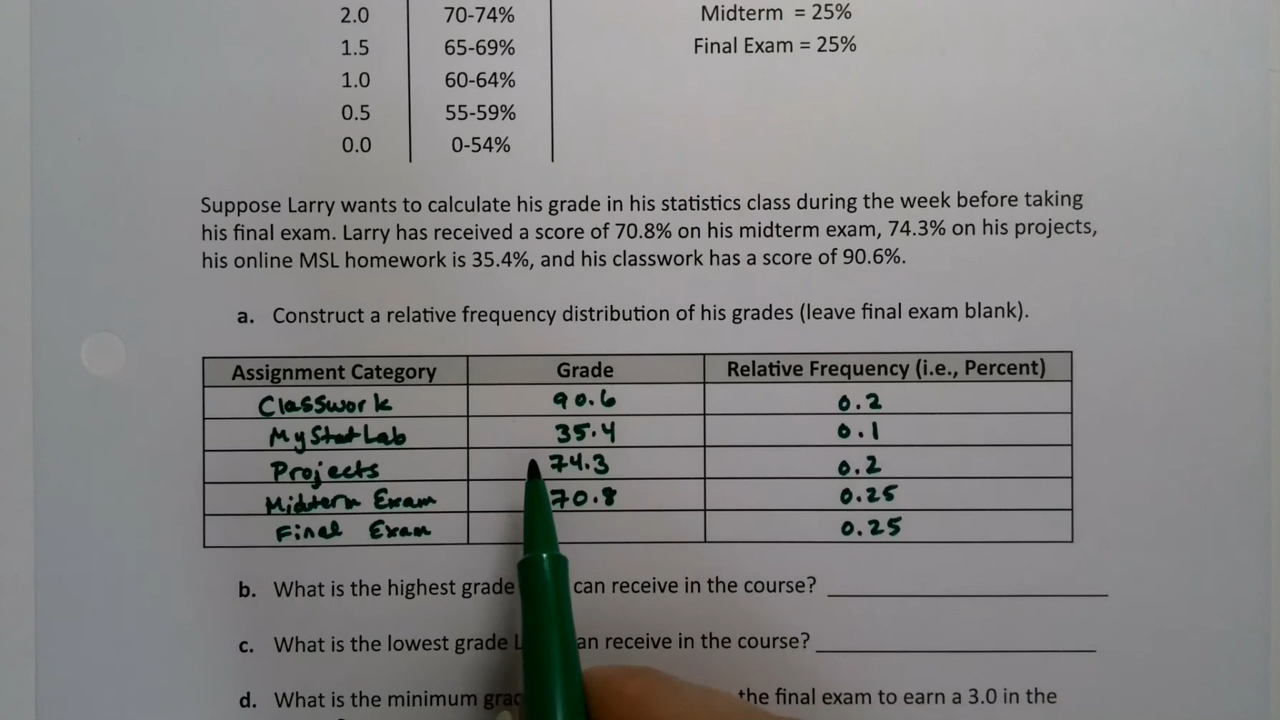 2.0 70-74% Midterm = 25%
1.5 65-69% Final Exam = 25%
1.0 60-64%
0.5 55-59%
0.0 0-54%
Suppose Larry wants to calculate his grade in his statistics class during the week before taking
his final exam. Larry has received a score of 70.8% on his midterm exam, 74.3% on his projects,
his online MSL homework is 35.4%, and his classwork has a score of 90.6%.
a. Construct a relative frequency distribution of his grades (leave final exam blank).
Assignment Category Grade Relative Frequency (i.e., Percent)
Classwork 90.6 0.2
MyStatLab 35.4 0.1
Projects 74.3 0.2
Midterm Exam 70.8 0.25
Final Exam 0.25
b. What is the highest grade can receive in the course?
c. What is the lowest grade receive in the course?
d. What is the minimum the final exam to earn a 3.0 in the